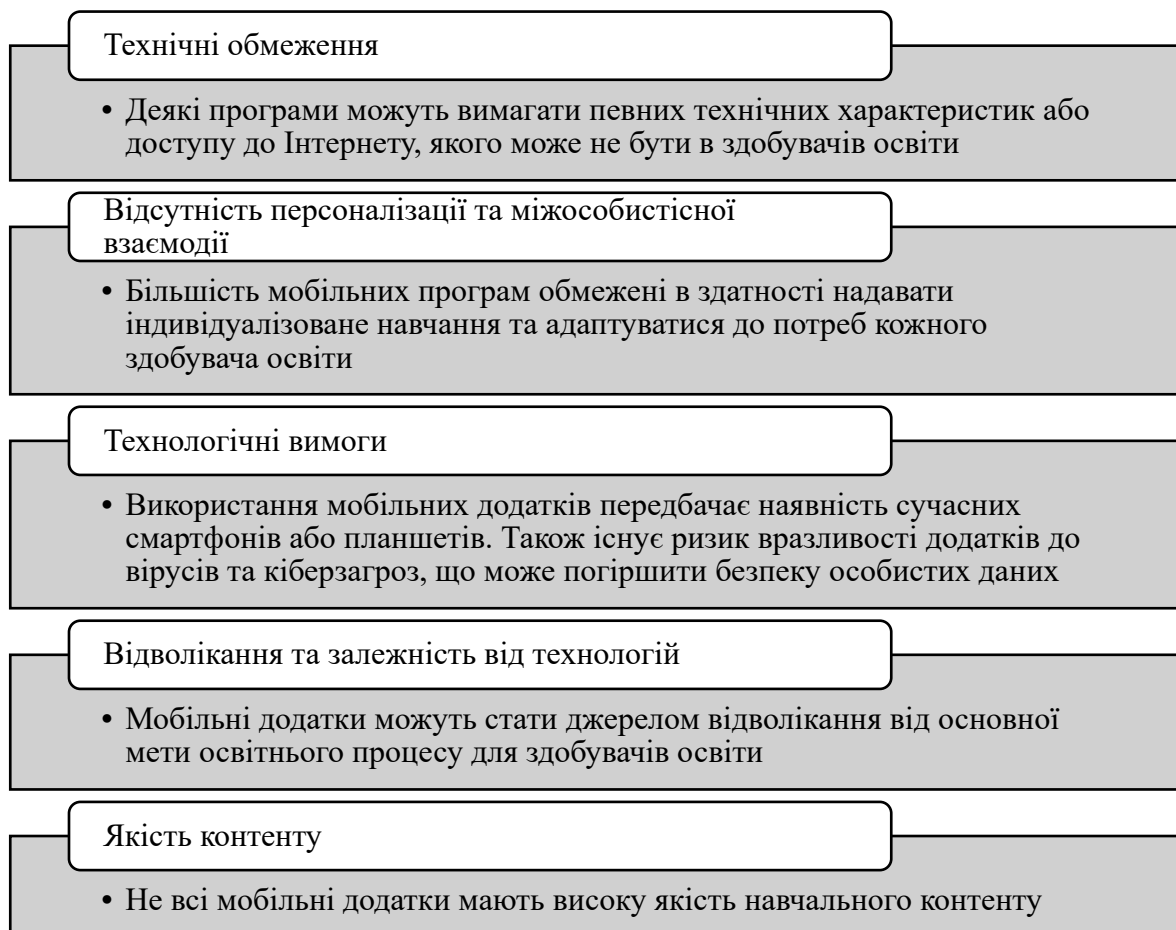 Технічні обмеження
• Деякі програми можуть вимагати певних технічних характеристик або
доступу до Інтернету, якого може не бути в здобувачів освіти
Відсутність персоналізації та міжособистісної
взаємодії
• Більшість мобільних програм обмежені в здатності надавати
індивідуалізоване навчання та адаптуватися до потреб кожного
здобувача освіти
Технологічні вимоги
• Використання мобільних додатків передбачає наявність сучасних
смартфонів або планшетів. Також існує ризик вразливості додатків до
вірусів та кіберзагроз, що може погіршити безпеку особистих даних
Відволікання та залежність від технологій
• Мобільні додатки можуть стати джерелом відволікання від основної
мети освітнього процесу для здобувачів освіти
Якість контенту
• Не всі мобільні додатки мають високу якість навчального контенту